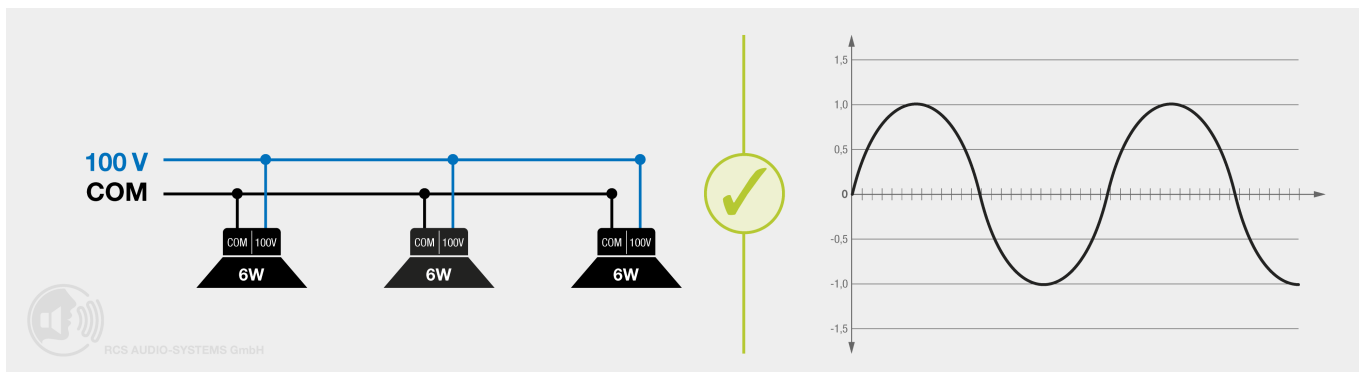 100 V
COM
COM 100V
6W
COM 100V
6W
COM 100V
6W
RCS AUDIO-SYSTEMS GmbH
1,5
1,0
0,5
0
-0,5
-1,0
-1,5